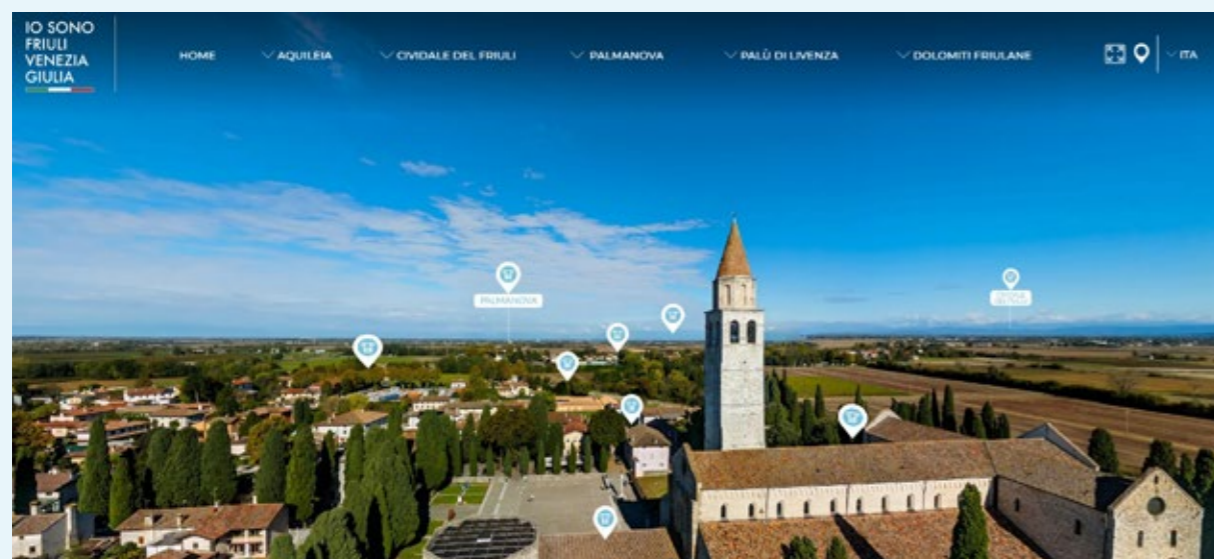 IO SONO
FRIULI
VENEZIA
GIULIA
HOME
AQUILEIA
CIVIDALE DEL FRIULI
PALMANOVA
PALÙ DI LIVENZA
DOLOMITI FRIULANE
ITA
PALMANOVA